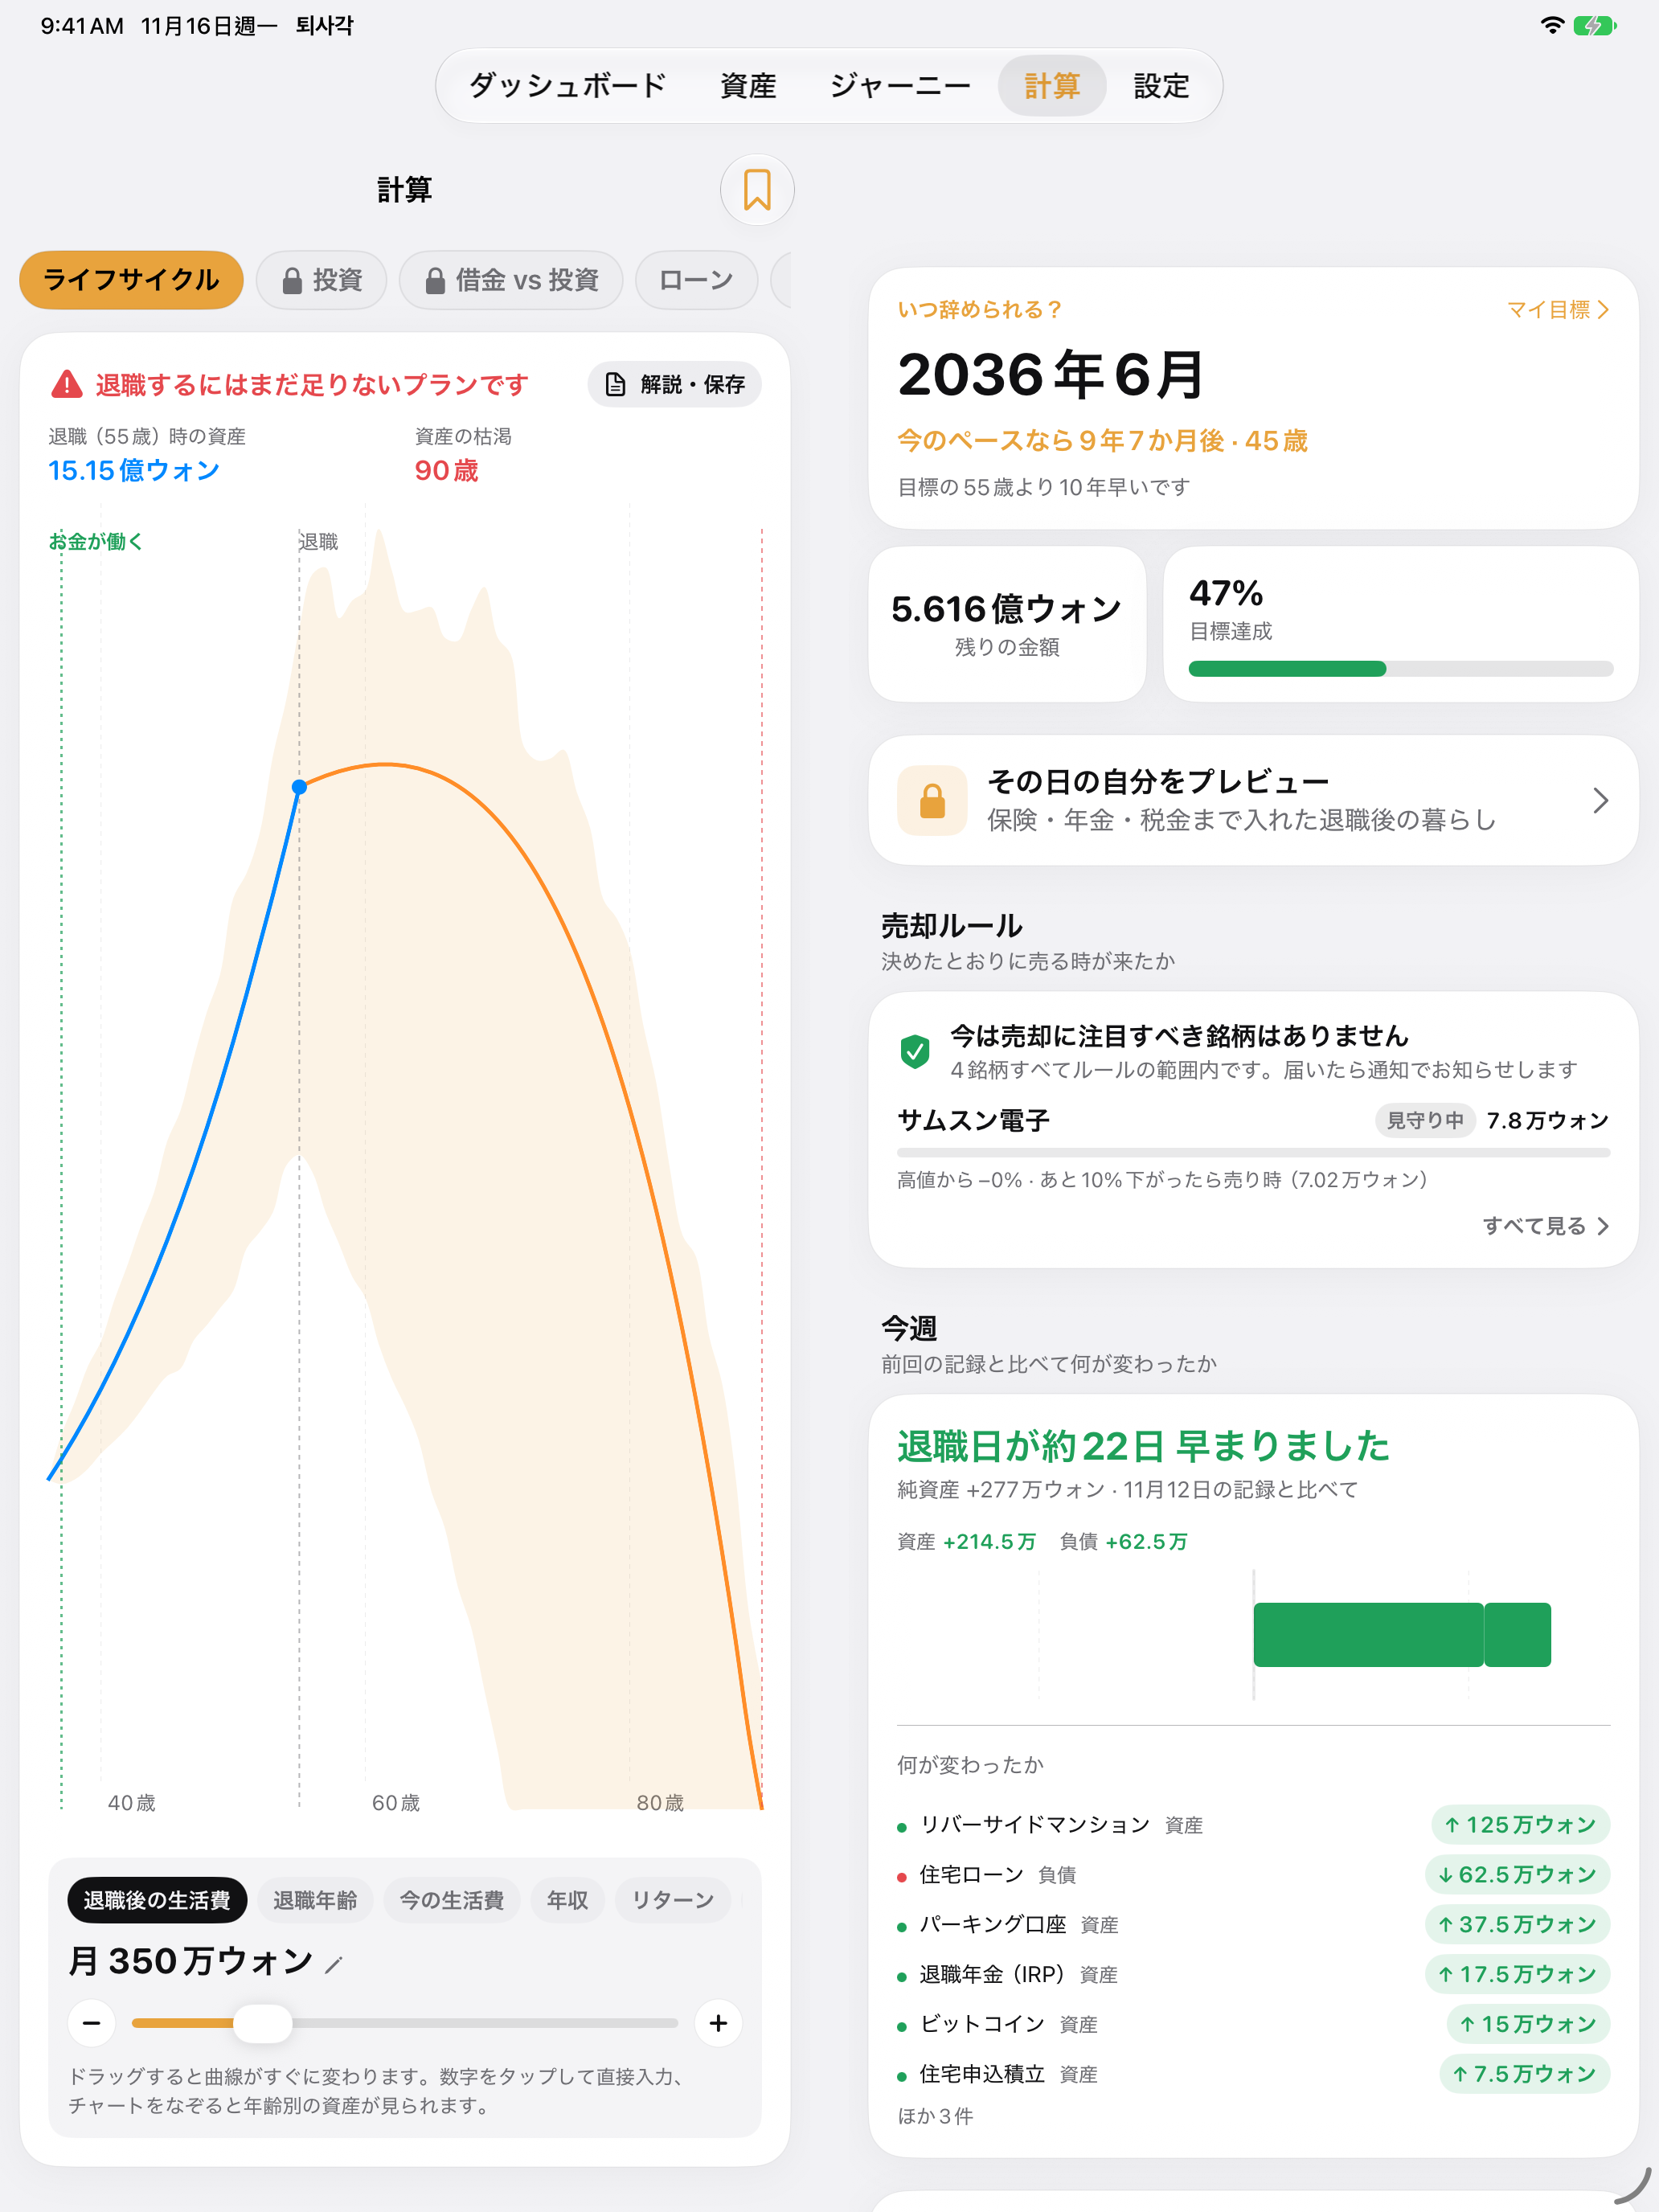 9:41 AM 11月16日週一 퇴사각
ダッシュボード 資産 ジャーニー 計算 設定
計算
ライフサイクル 投資 借金 vs 投資 ローン
退職するにはまだ足りないプランです 解説・保存
退職（55歳）時の資産 資産の枯渇
15.15億ウォン 90歳
お金が働く 退職
40歳 60歳 80歳
退職後の生活費 退職年齢 今の生活費 年収 リターン
月 350万ウォン
ドラッグすると曲線がすぐに変わります。数字をタップして直接入力、
チャートをなぞると年齢別の資産が見られます。
いつ辞められる？ マイ目標
2036年6月
今のペースなら9年7か月後 · 45歳
目標の55歳より10年早いです
5.616億ウォン
残りの金額
47%
目標達成
その日の自分をプレビュー
保険・年金・税金まで入れた退職後の暮らし
売却ルール
決めたとおりに売る時が来たか
今は売却に注目すべき銘柄はありません
4銘柄すべてルールの範囲内です。届いたら通知でお知らせします
サムスン電子 見守り中 7.8万ウォン
高値から −0% · あと10%下がったら売り時（7.02万ウォン）
すべて見る
今週
前回の記録と比べて何が変わったか
退職日が約22日 早まりました
純資産 +277万ウォン · 11月12日の記録と比べて
資産 +214.5万 負債 +62.5万
何が変わったか
リバーサイドマンション 資産 ↑ 125万ウォン
住宅ローン 負債 ↓ 62.5万ウォン
パーキング口座 資産 ↑ 37.5万ウォン
退職年金（IRP） 資産 ↑ 17.5万ウォン
ビットコイン 資産 ↑ 15万ウォン
住宅申込積立 資産 ↑ 7.5万ウォン
ほか3件